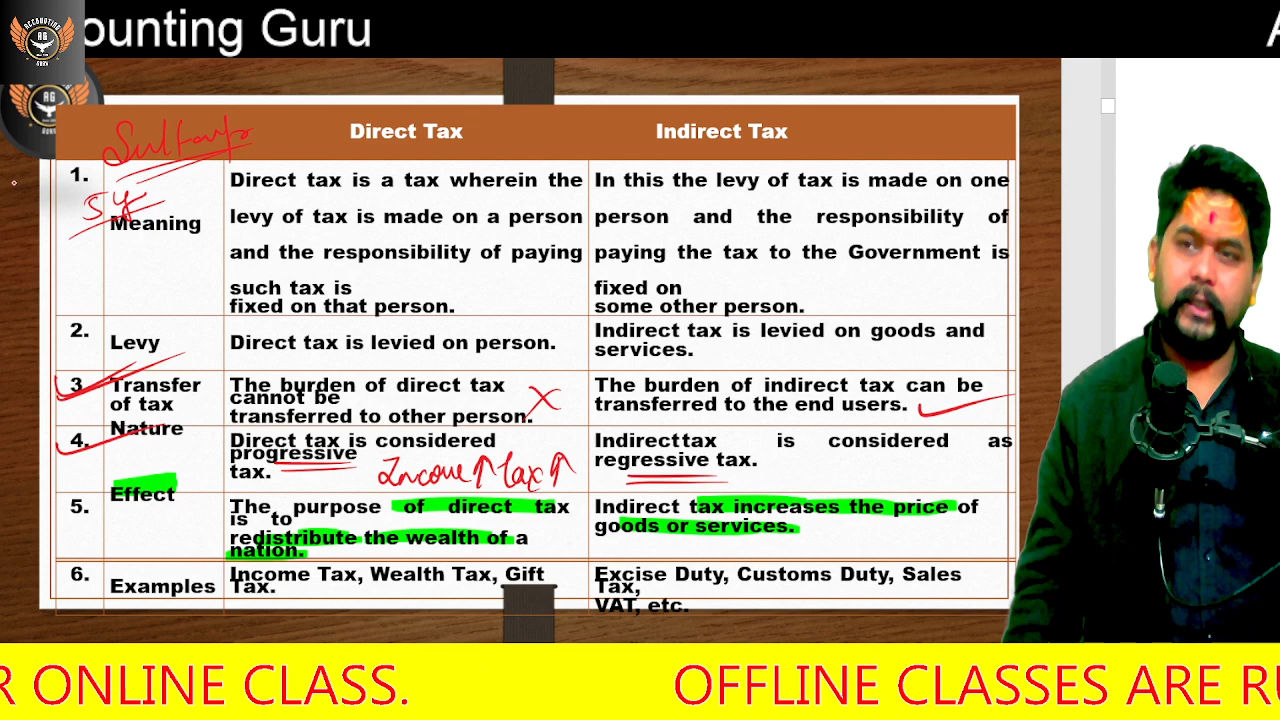 ounting Guru
A
ACCOUNTING
AG
GURU
AG
Direct Tax
Indirect Tax
1.
5%
Meaning
Direct tax is a tax wherein the
levy of tax is made on a person
and the responsibility of paying
such tax is
fixed on that person.
In this the levy of tax is made on one
person and the responsibility of
paying the tax to the Government is
fixed on
some other person.
2.
Levy
Direct tax is levied on person.
Indirect tax is levied on goods and
services.
3.
Transfer
of tax
The burden of direct tax
cannot be
transferred to other person.
The burden of indirect tax can be
transferred to the end users.
4.
Nature
Direct tax is considered
progressive
tax.
Income ↑ tax ↑
Indirect tax is considered as
regressive tax.
5.
Effect
The purpose of direct tax
is to
redistribute the wealth of a
nation.
Indirect tax increases the price of
goods or services.
6.
Examples
Income Tax, Wealth Tax, Gift
Tax.
Excise Duty, Customs Duty, Sales
Tax,
VAT, etc.
R ONLINE CLASS.
OFFLINE CLASSES ARE RU